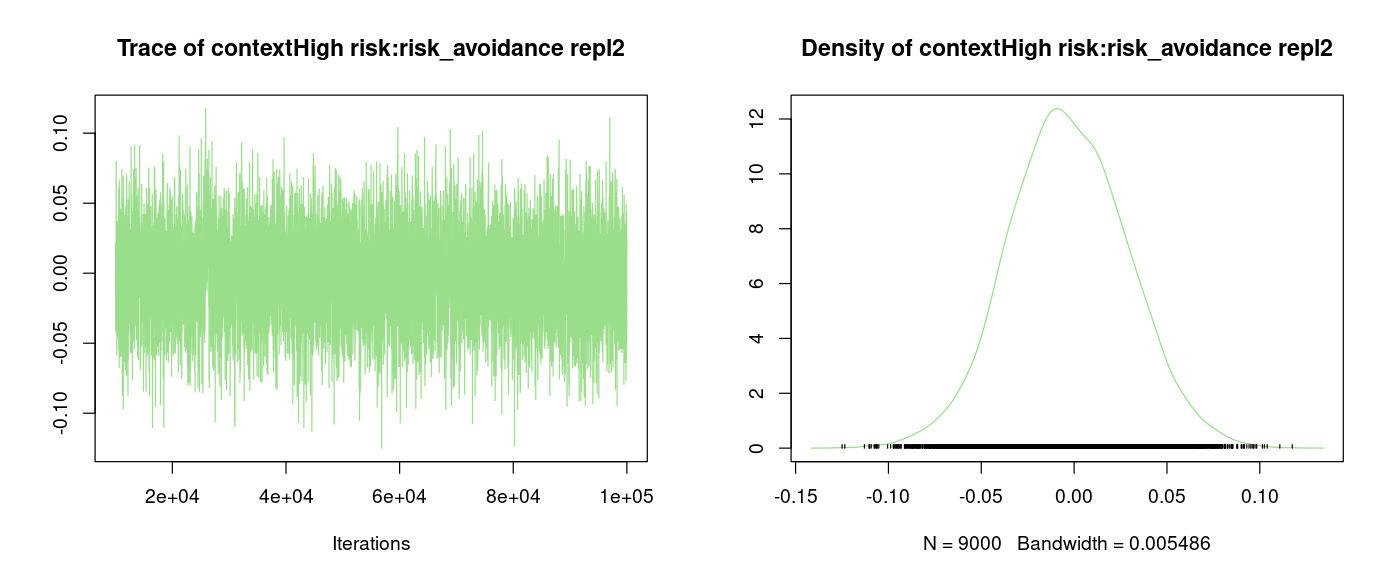 Trace of contextHigh risk:risk_avoidance repl2
0.10
0.05
0.00
-0.05
-0.10
2e+04 4e+04 6e+04 8e+04 1e+05
Iterations
Density of contextHigh risk:risk_avoidance repl2
12
10
8
6
4
2
0
-0.15 -0.10 -0.05 0.00 0.05 0.10
N = 9000 Bandwidth = 0.005486